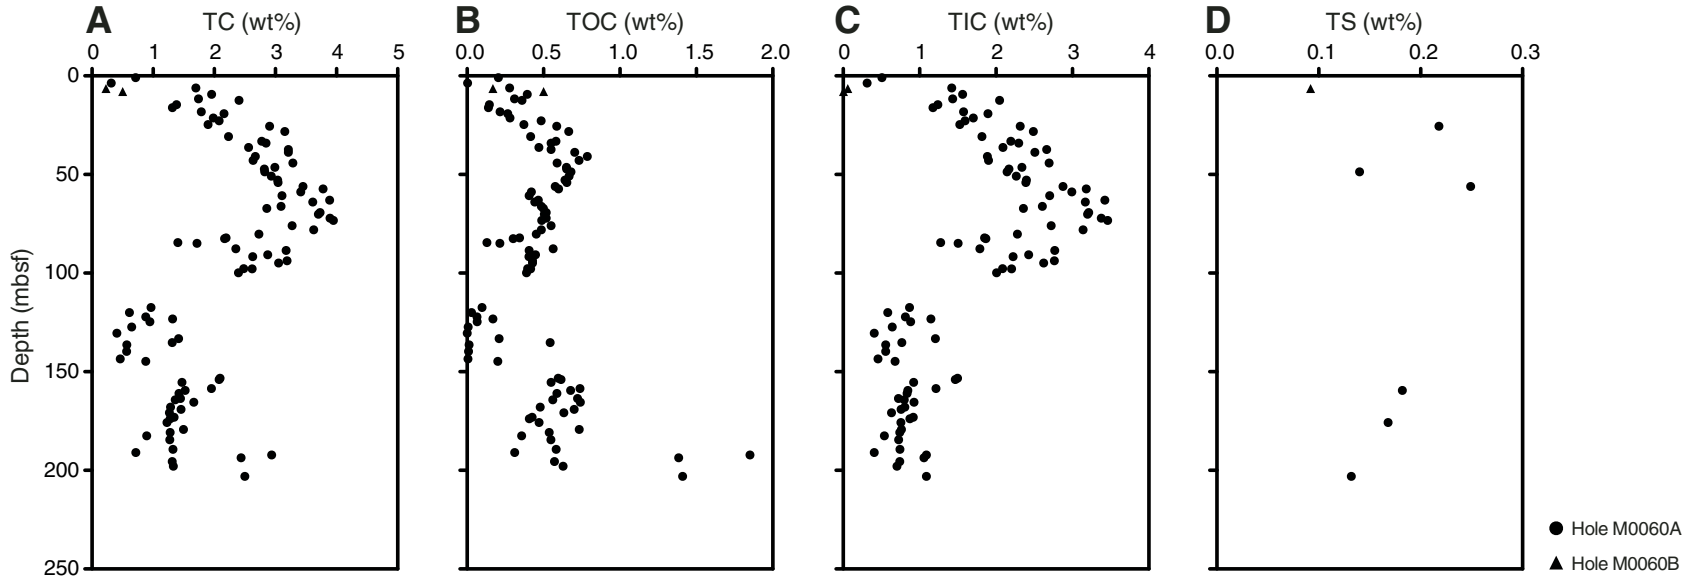 A TC (wt%) B TOC (wt%) C TIC (wt%) D TS (wt%)
0 1 2 3 4 5 0.0 0.5 1.0 1.5 2.0 0 1 2 3 4 0.0 0.1 0.2 0.3
0
50
100
150
200
250
Depth (mbsf)
Hole M0060A
Hole M0060B